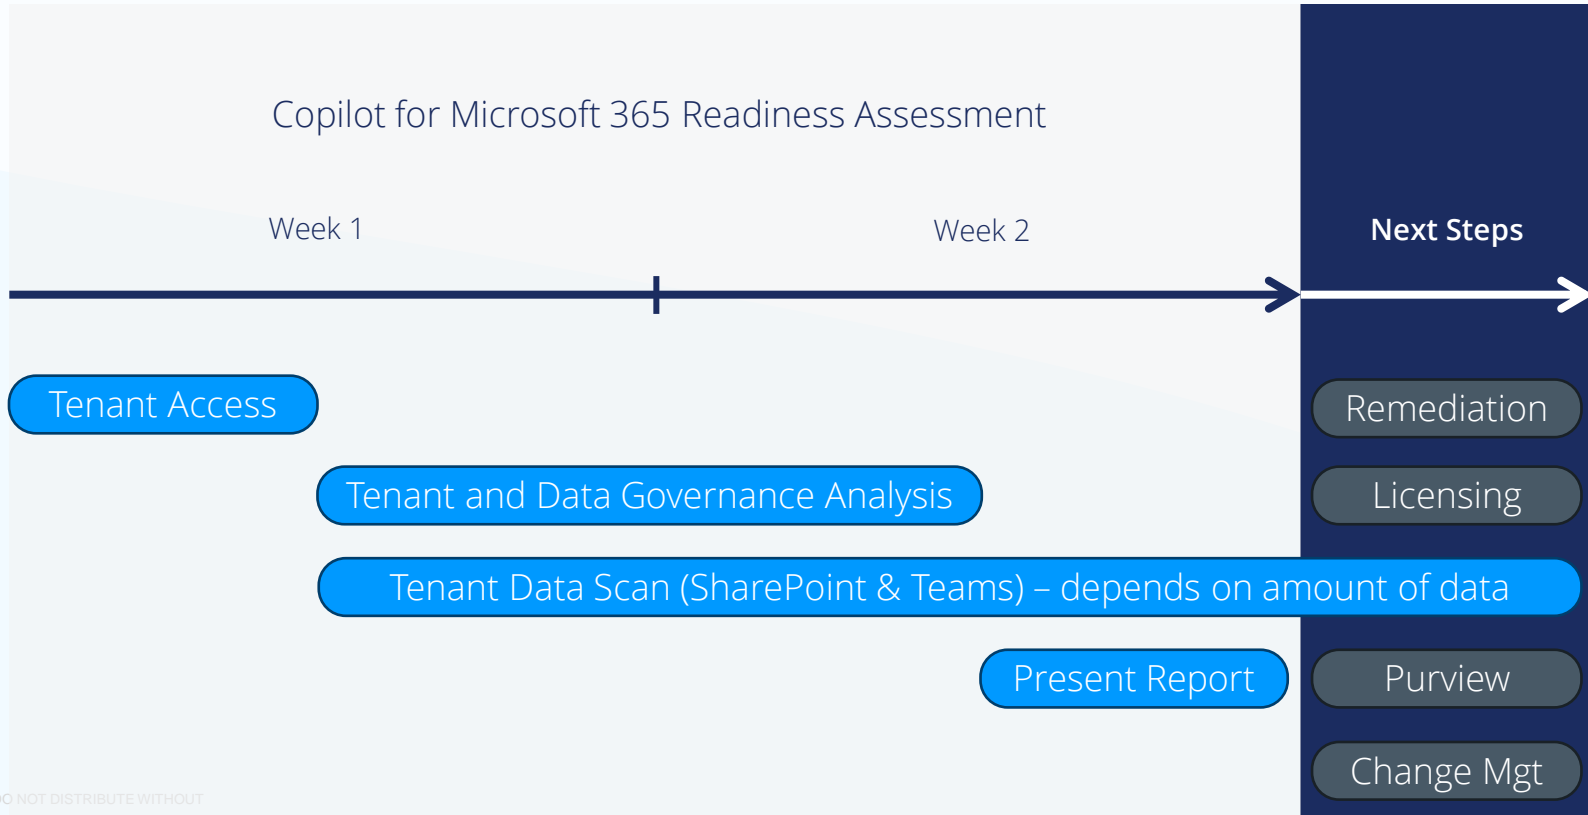 Copilot for Microsoft 365 Readiness Assessment
Week 1
Week 2
Next Steps
Tenant Access
Remediation
Tenant and Data Governance Analysis
Licensing
Tenant Data Scan (SharePoint & Teams) – depends on amount of data
Present Report
Purview
Change Mgt
NOT DISTRIBUTE WITHOUT